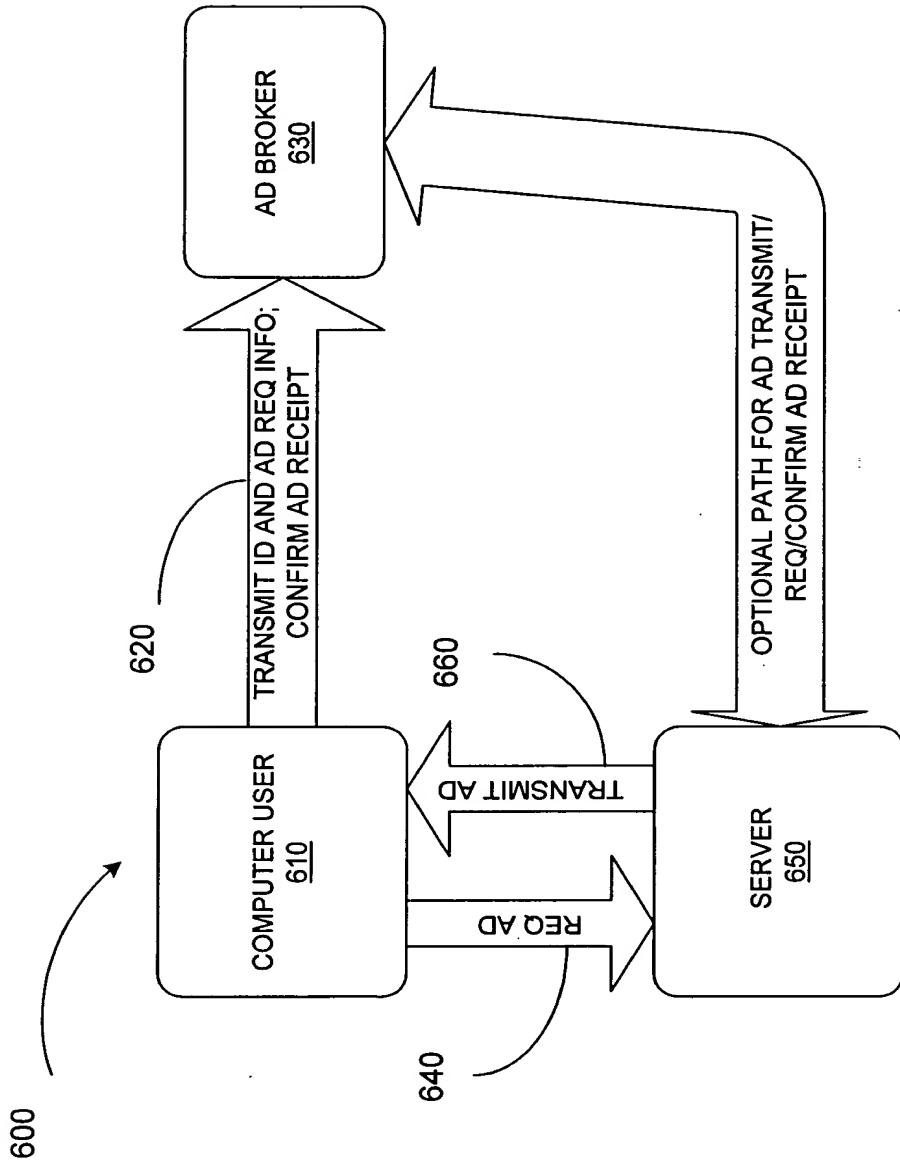 600
COMPUTER USER
610
620
TRANSMIT ID AND AD REQ INFO;
CONFIRM AD RECEIPT
AD BROKER
630
640
REQ AD
660
TRANSMIT AD
SERVER
650
OPTIONAL PATH FOR AD TRANSMIT/
REQ/CONFIRM AD RECEIPT